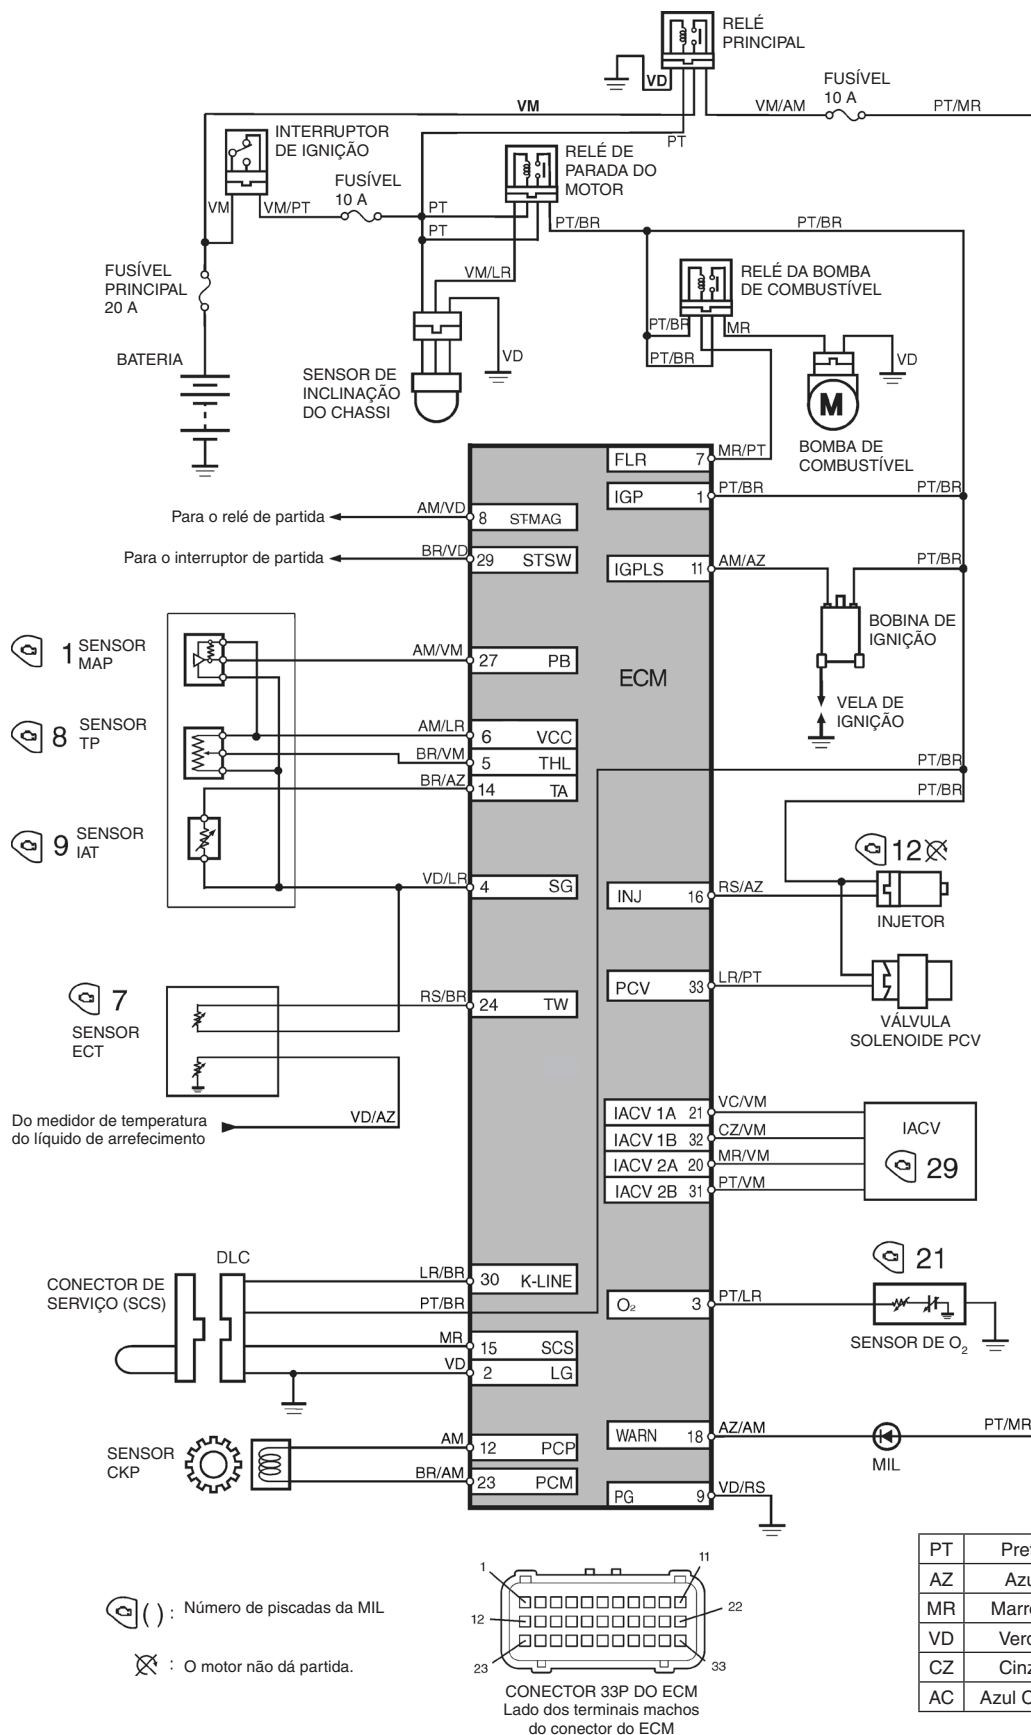 RELÉ
PRINCIPAL
VD
FUSÍVEL
10 A
VM
VM/AM
PT/MR
INTERRUPTOR
DE IGNIÇÃO
PT
RELÉ DE
PARADA DO
MOTOR
FUSÍVEL
10 A
VM
VM/PT
PT
PT
PT/BR
PT/BR
VM/LR
FUSÍVEL
PRINCIPAL
20 A
RELÉ DA BOMBA
DE COMBUSTÍVEL
PT/BR
MR
PT/BR
VD
VD
BATERIA
SENSOR DE
INCLINAÇÃO
DO CHASSI
M
BOMBA DE
COMBUSTÍVEL
FLR 7 MR/PT
IGP 1 PT/BR PT/BR
Para o relé de partida AM/VD 8 STMAG
Para o interruptor de partida BR/VD 29 STSW
IGPLS 11 AM/AZ PT/BR
BOBINA DE
IGNIÇÃO
1 SENSOR
MAP
AM/VM 27 PB
ECM
VELA DE
IGNIÇÃO
8 SENSOR
TP
AM/LR 6 VCC
BR/VM 5 THL
BR/AZ 14 TA
PT/BR
PT/BR
9 SENSOR
IAT
VD/LR 4 SG
12
INJ 16 RS/AZ
INJETOR
PCV 33 LR/PT
VÁLVULA
SOLENOIDE PCV
7
SENSOR
ECT
RS/BR 24 TW
Do medidor de temperatura
do líquido de arrefecimento
VD/AZ
IACV 1A 21 VC/VM
IACV 1B 32 CZ/VM
IACV 2A 20 MR/VM
IACV 2B 31 PT/VM
IACV
29
DLC
CONECTOR DE
SERVIÇO (SCS)
LR/BR 30 K-LINE
PT/BR
MR 15 SCS
VD 2 LG
21
O2 3 PT/LR
SENSOR DE O2
SENSOR
CKP
AM 12 PCP
BR/AM 23 PCM
WARN 18 AZ/AM
MIL
PT/MR
PG 9 VD/RS
( ) : Número de piscadas da MIL
: O motor não dá partida.
1
11
12
22
23
33
CONECTOR 33P DO ECM
Lado dos terminais machos
do conector do ECM
PT
AZ
MR
VD
CZ
AC Azul